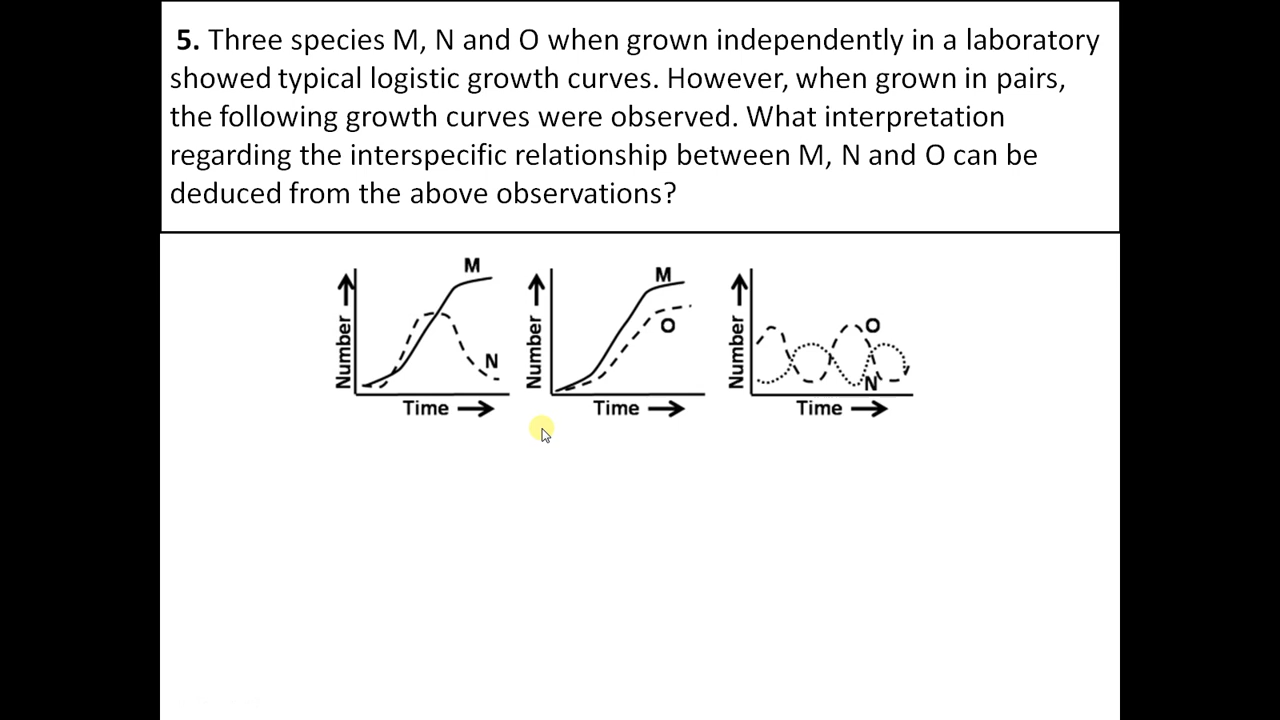 5. Three species M, N and O when grown independently in a laboratory
showed typical logistic growth curves. However, when grown in pairs,
the following growth curves were observed. What interpretation
regarding the interspecific relationship between M, N and O can be
deduced from the above observations?
M
N
Number
Time
M
O
Number
Time
O
N
Number
Time